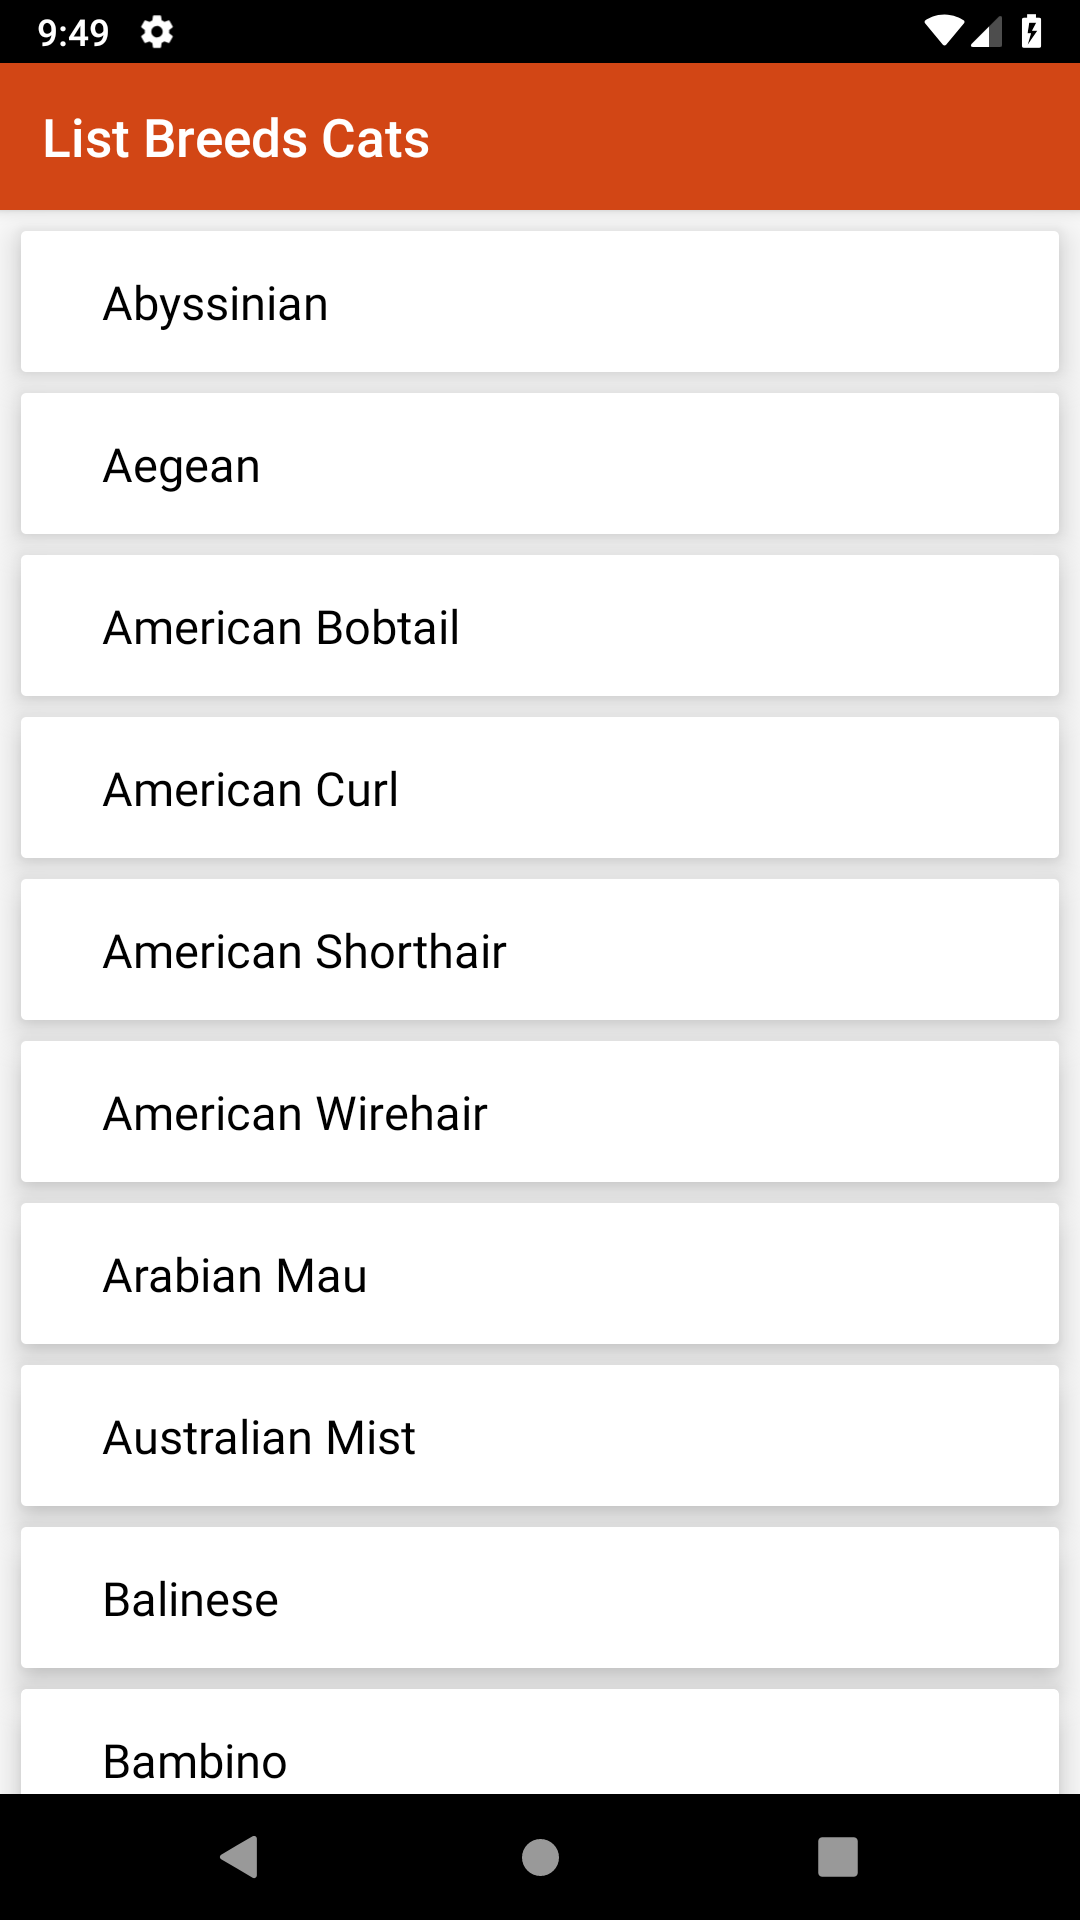 9:49
List Breeds Cats
Abyssinian
Aegean
American Bobtail
American Curl
American Shorthair
American Wirehair
Arabian Mau
Australian Mist
Balinese
Bambino